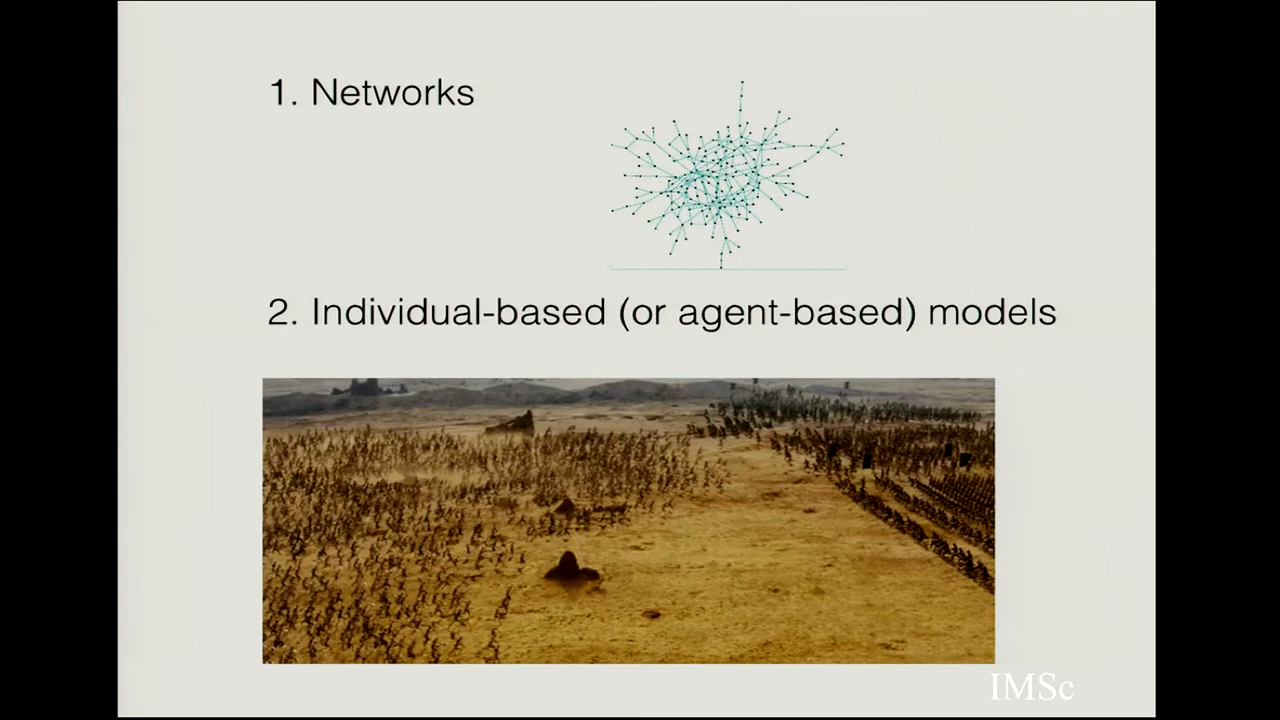 1. Networks
2. Individual-based (or agent-based) models
IMSc